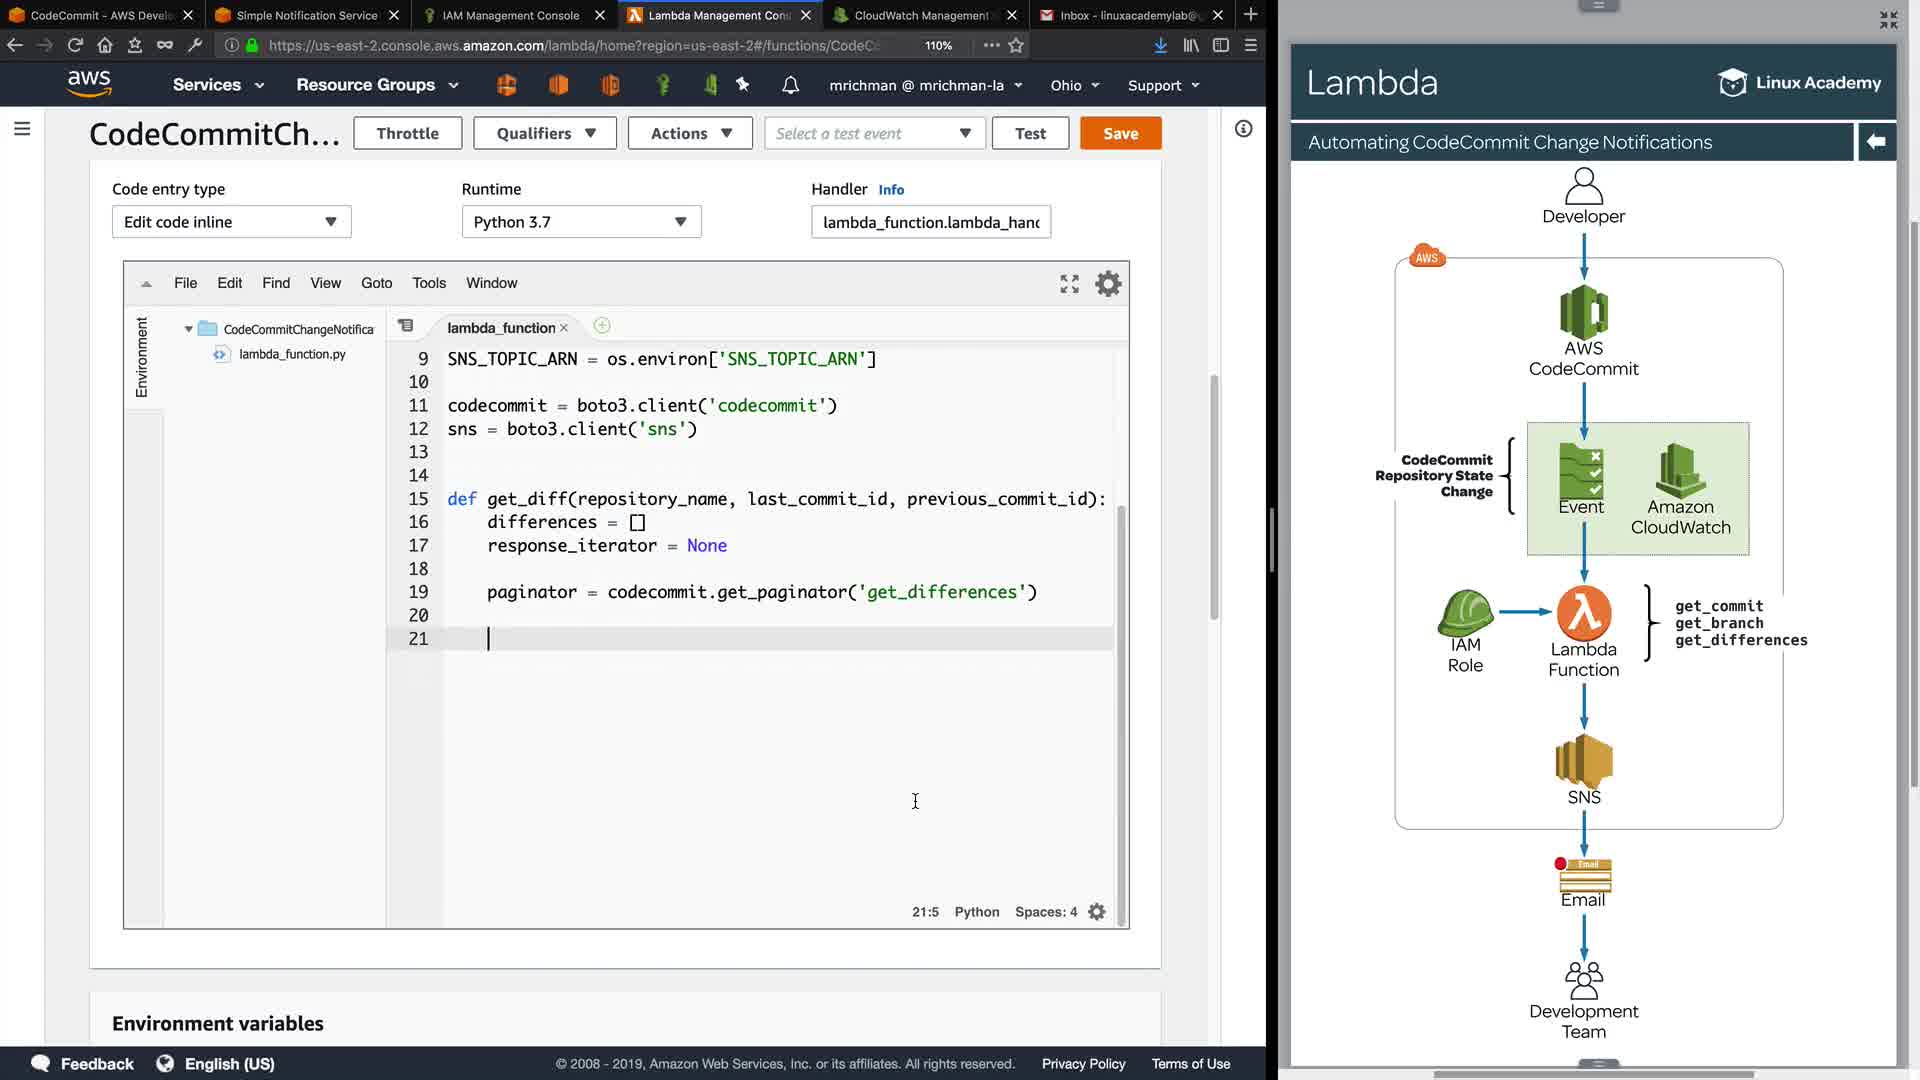 CodeCommit - AWS Devel
Simple Notification Service
IAM Management Console
Lambda Management Cons
CloudWatch Management
Inbox - linuxacademylab@
https://us-east-2.console.aws.amazon.com/lambda/home?region=us-east-2#/functions/CodeC
110%
aws
Services
Resource Groups
mrichman @ mrichman-la
Ohio
Support
CodeCommitCh...
Throttle
Qualifiers
Actions
Select a test event
Test
Save
Code entry type
Edit code inline
Runtime
Python 3.7
Handler Info
lambda_function.lambda_hanc
File
Edit
Find
View
Goto
Tools
Window
Environment
CodeCommitChangeNotifica
lambda_function.py
lambda_function
9 SNS_TOPIC_ARN = os.environ['SNS_TOPIC_ARN']
10
11 codecommit = boto3.client('codecommit')
12 sns = boto3.client('sns')
13
14
15 def get_diff(repository_name, last_commit_id, previous_commit_id):
16 differences = []
17 response_iterator = None
18
19 paginator = codecommit.get_paginator('get_differences')
20
21
21:5 Python Spaces: 4
Environment variables
Feedback
English (US)
© 2008 - 2019, Amazon Web Services, Inc. or its affiliates. All rights reserved.
Privacy Policy
Terms of Use
Lambda
Linux Academy
Automating CodeCommit Change Notifications
Developer
AWS
AWS
CodeCommit
CodeCommit
Repository State
Change
Event
Amazon
CloudWatch
IAM
Role
Lambda
Function
get_commit
get_branch
get_differences
SNS
Email
Email
Development
Team